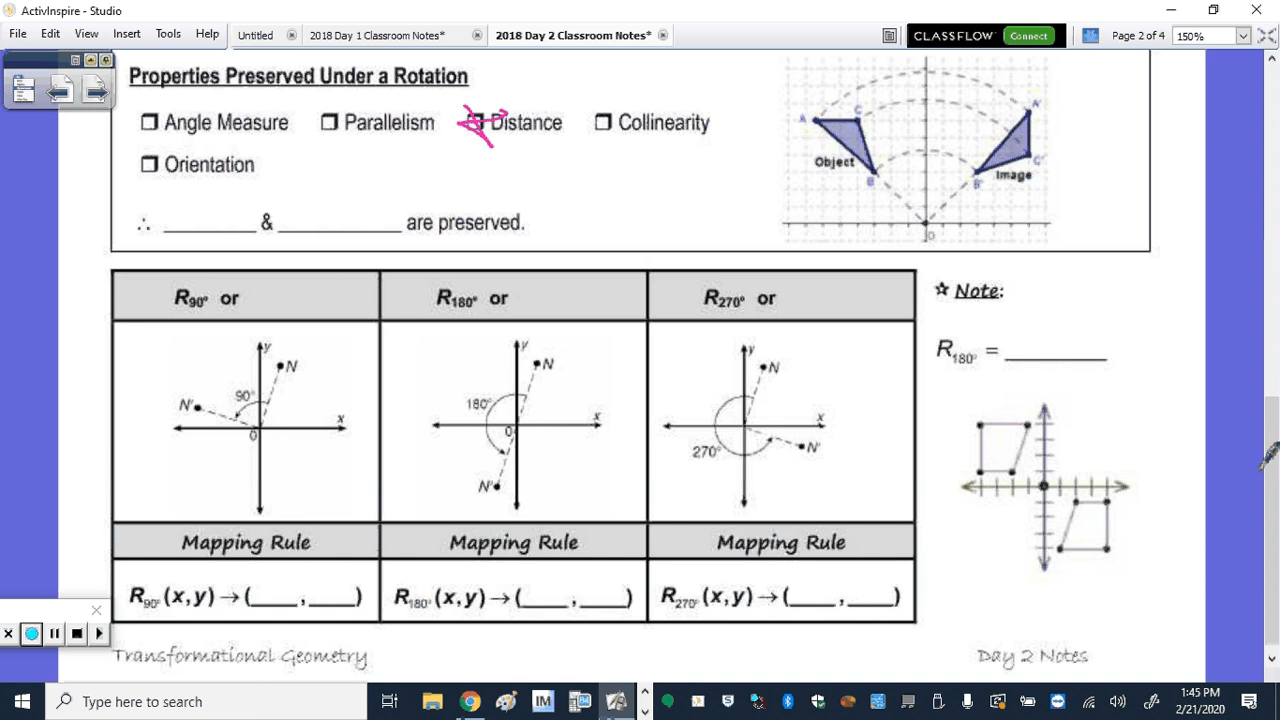 ActivInspire - Studio
File Edit View Insert Tools Help Untitled 2018 Day 1 Classroom Notes* 2018 Day 2 Classroom Notes* CLASSFLOW Connect Page 2 of 4 150%
Properties Preserved Under a Rotation
Angle Measure Parallelism Distance Collinearity
Orientation
∴ ________ & ___________ are preserved.
A C B Object A' C' B' Image O
R90° or R180° or R270° or
Note:
R180° = _________
y N N' 90° x 0
y N 180° x 0 N'
y N x 270° N'
Mapping Rule Mapping Rule Mapping Rule
R90° (x,y) → (____,____) R180° (x,y) → (____,____) R270° (x,y) → (____,____)
Transformational Geometry Day 2 Notes
Type here to search
IM
S
1:45 PM
2/21/2020